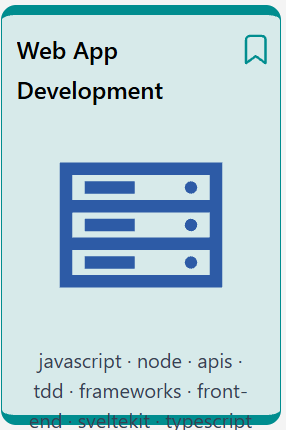 Web App
Development
javascript · node · apis ·
tdd · frameworks · front-
end · sveltekit · typescript